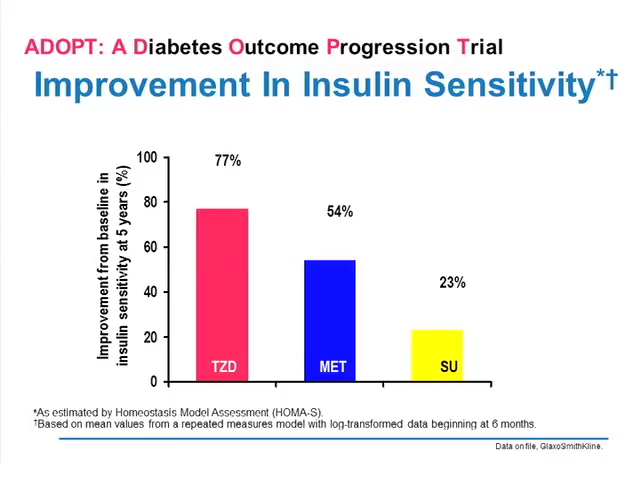 ADOPT: A Diabetes Outcome Progression Trial
Improvement In Insulin Sensitivity*†
Improvement from baseline in
insulin sensitivity at 5 years (%)
100
80
60
40
20
0
77%
54%
23%
TZD
MET
SU
*As estimated by Homeostasis Model Assessment (HOMA-S).
†Based on mean values from a repeated measures model with log-transformed data beginning at 6 months.
Data on file, GlaxoSmithKline.